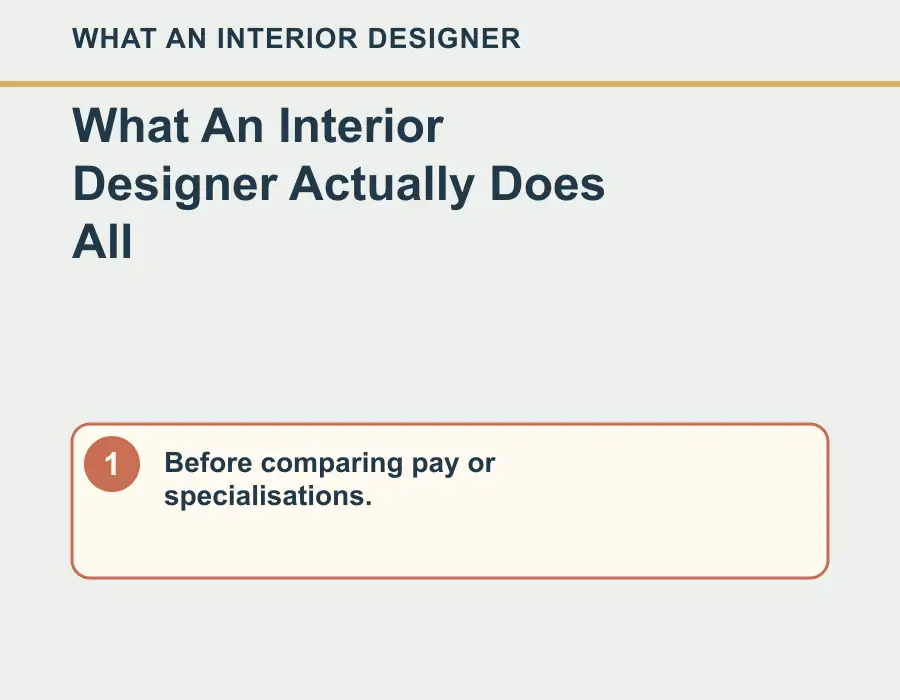 WHAT AN INTERIOR DESIGNER
What An Interior
Designer Actually Does
All
1
Before comparing pay or
specialisations.